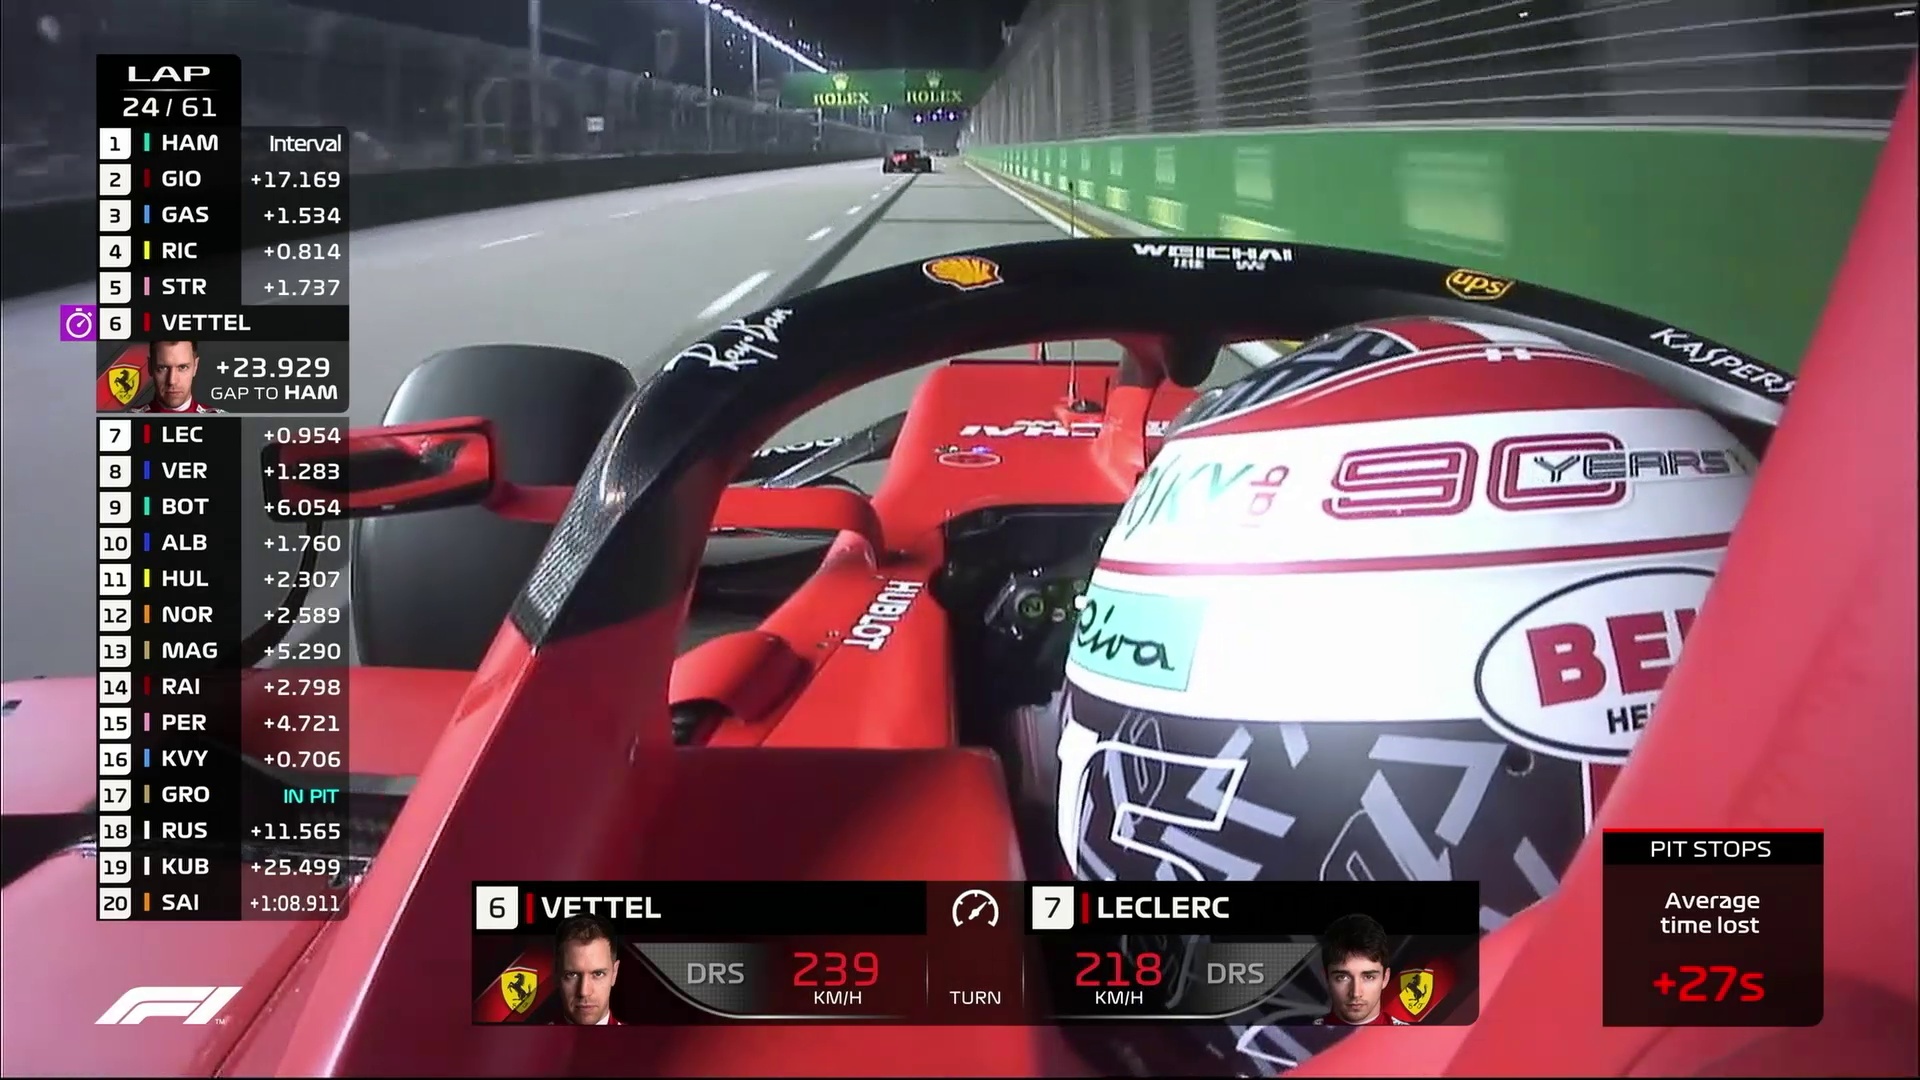 LAP
24 / 61
1 HAM Interval
2 GIO +17.169
3 GAS +1.534
4 RIC +0.814
5 STR +1.737
6 VETTEL
+23.929
GAP TO HAM
7 LEC +0.954
8 VER +1.283
9 BOT +6.054
10 ALB +1.760
11 HUL +2.307
12 NOR +2.589
13 MAG +5.290
14 RAI +2.798
15 PER +4.721
16 KVY +0.706
17 GRO IN PIT
18 RUS +11.565
19 KUB +25.499
20 SAI +1:08.911
F1
ROLEX ROLEX
WEICHAI
ups
KASPERS
Ray-Ban
90 YEARS
lab
HUBLOT
Riva
BEL
HE
6 VETTEL
DRS 239
KM/H
TURN
7 LECLERC
218 DRS
KM/H
PIT STOPS
Average
time lost
+27s